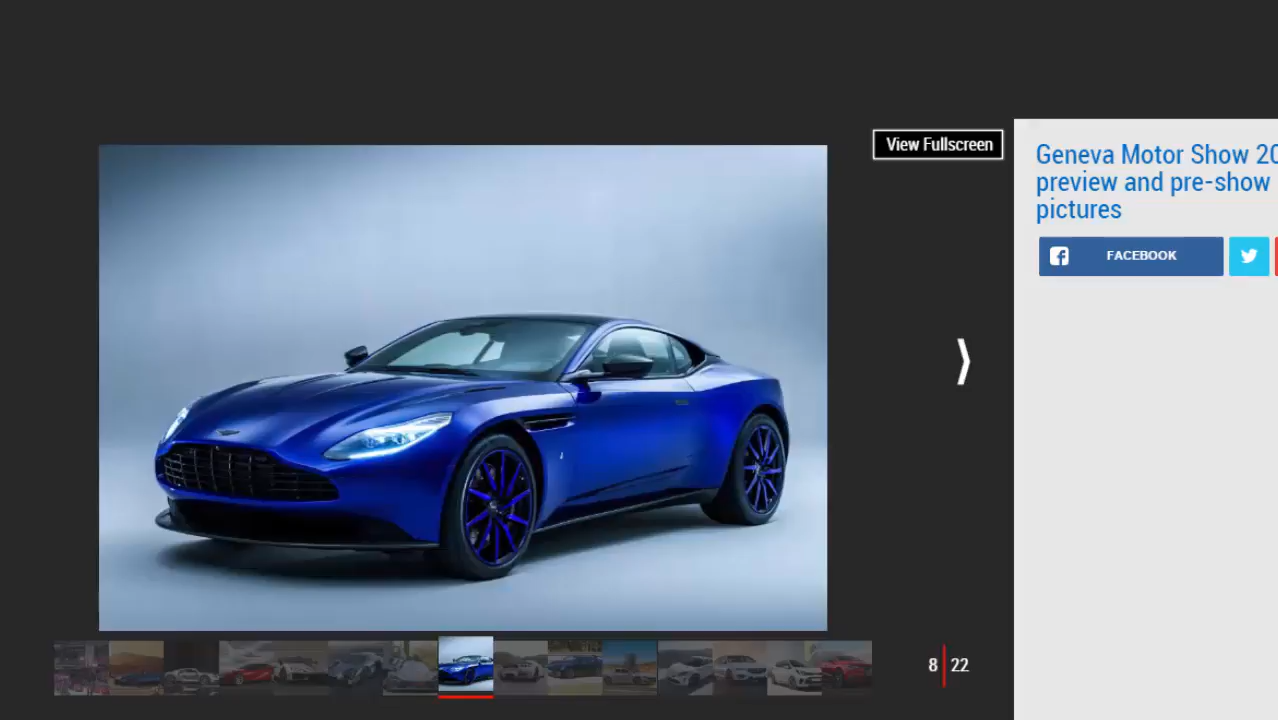 View Fullscreen
Geneva Motor Show 20
preview and pre-show
pictures
FACEBOOK
8 22